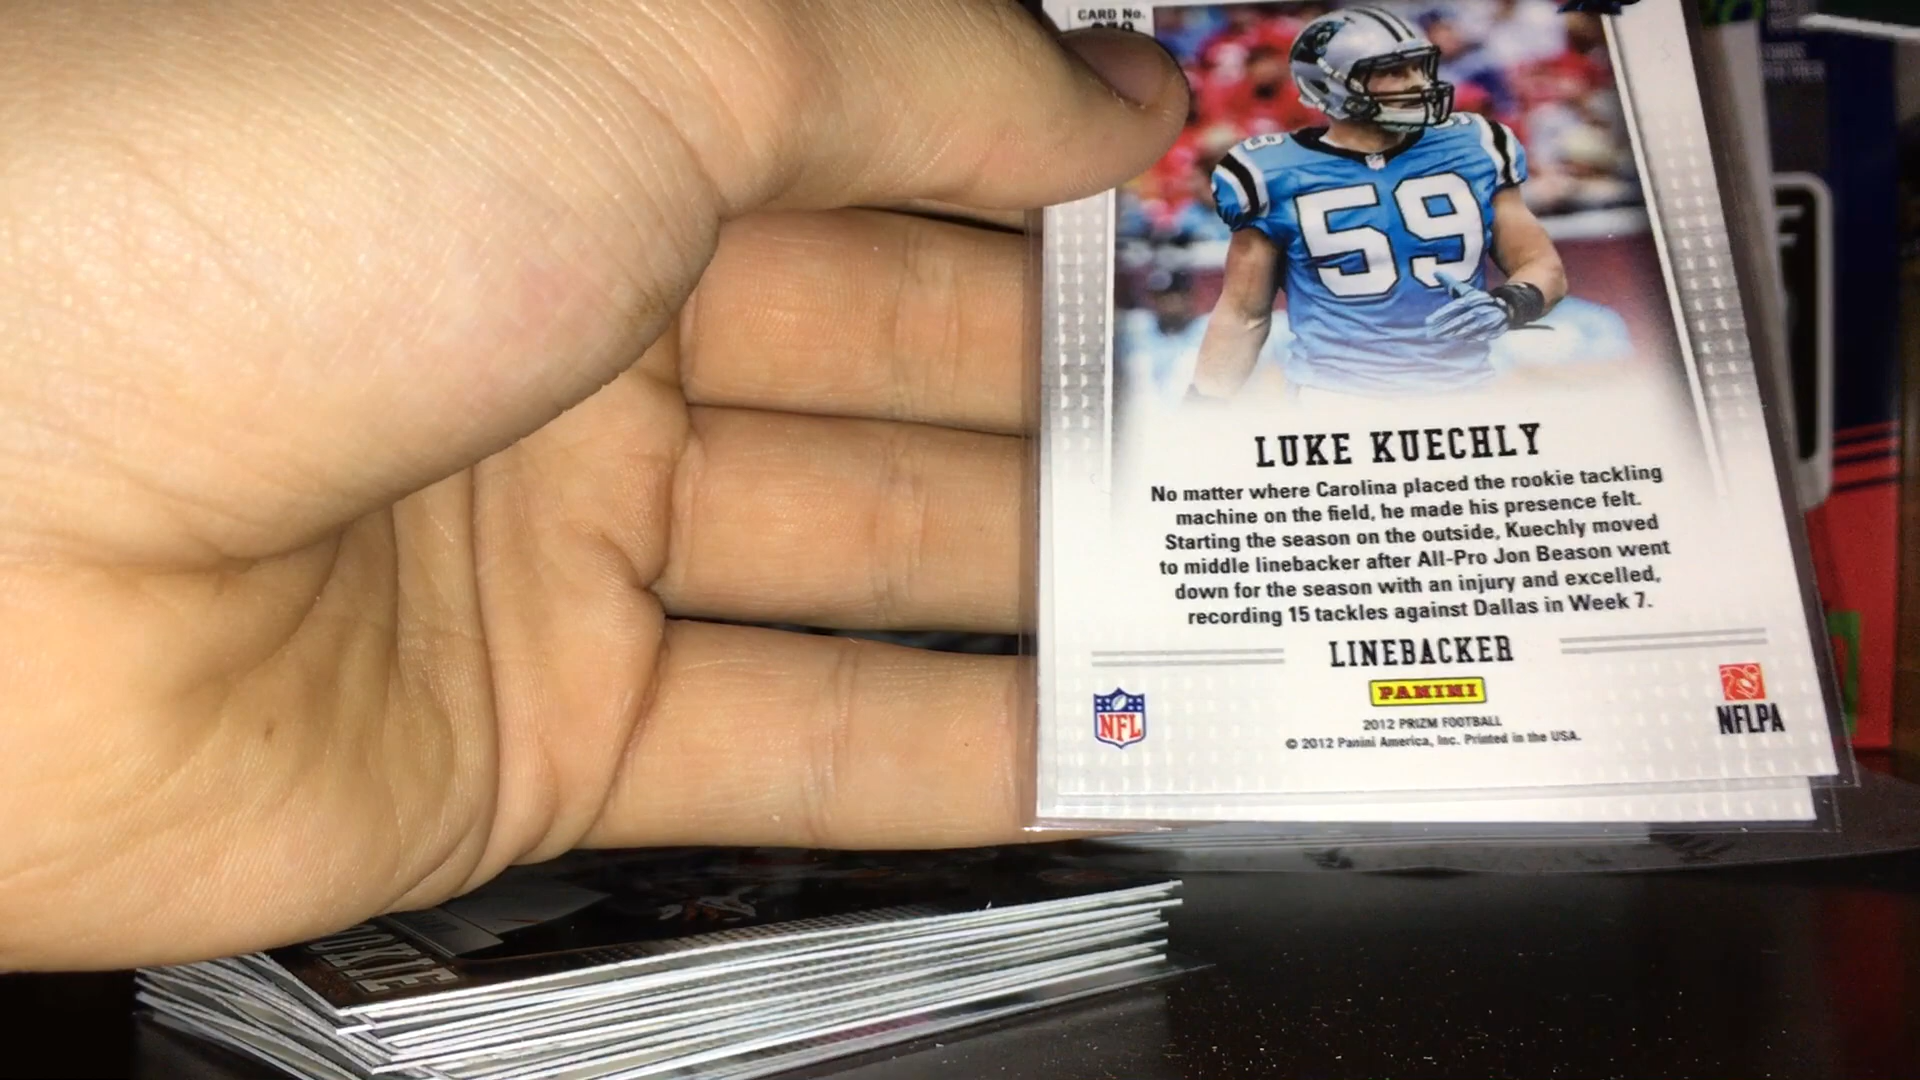 CARD No.
59
LUKE KUECHLY
No matter where Carolina placed the rookie tackling
machine on the field, he made his presence felt.
Starting the season on the outside, Kuechly moved
to middle linebacker after All-Pro Jon Beason went
down for the season with an injury and excelled,
recording 15 tackles against Dallas in Week 7.
LINEBACKER
PANINI
NFL
2012 PRIZM FOOTBALL
© 2012 Panini America, Inc. Printed in the USA.
NFLPA